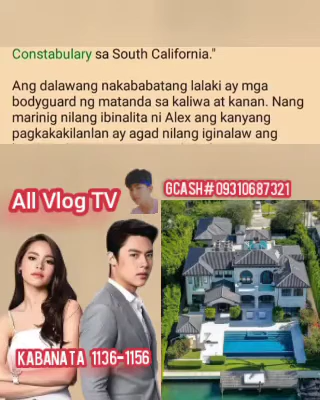 Constabulary sa South California."
Ang dalawang nakababatang lalaki ay mga
bodyguard ng matanda sa kaliwa at kanan. Nang
marinig nilang ibinalita ni Alex ang kanyang
pagkakakilanlan ay agad nilang iginalaw ang
GCASH#09310687321
All Vlog TV
KABANATA 1136-1156